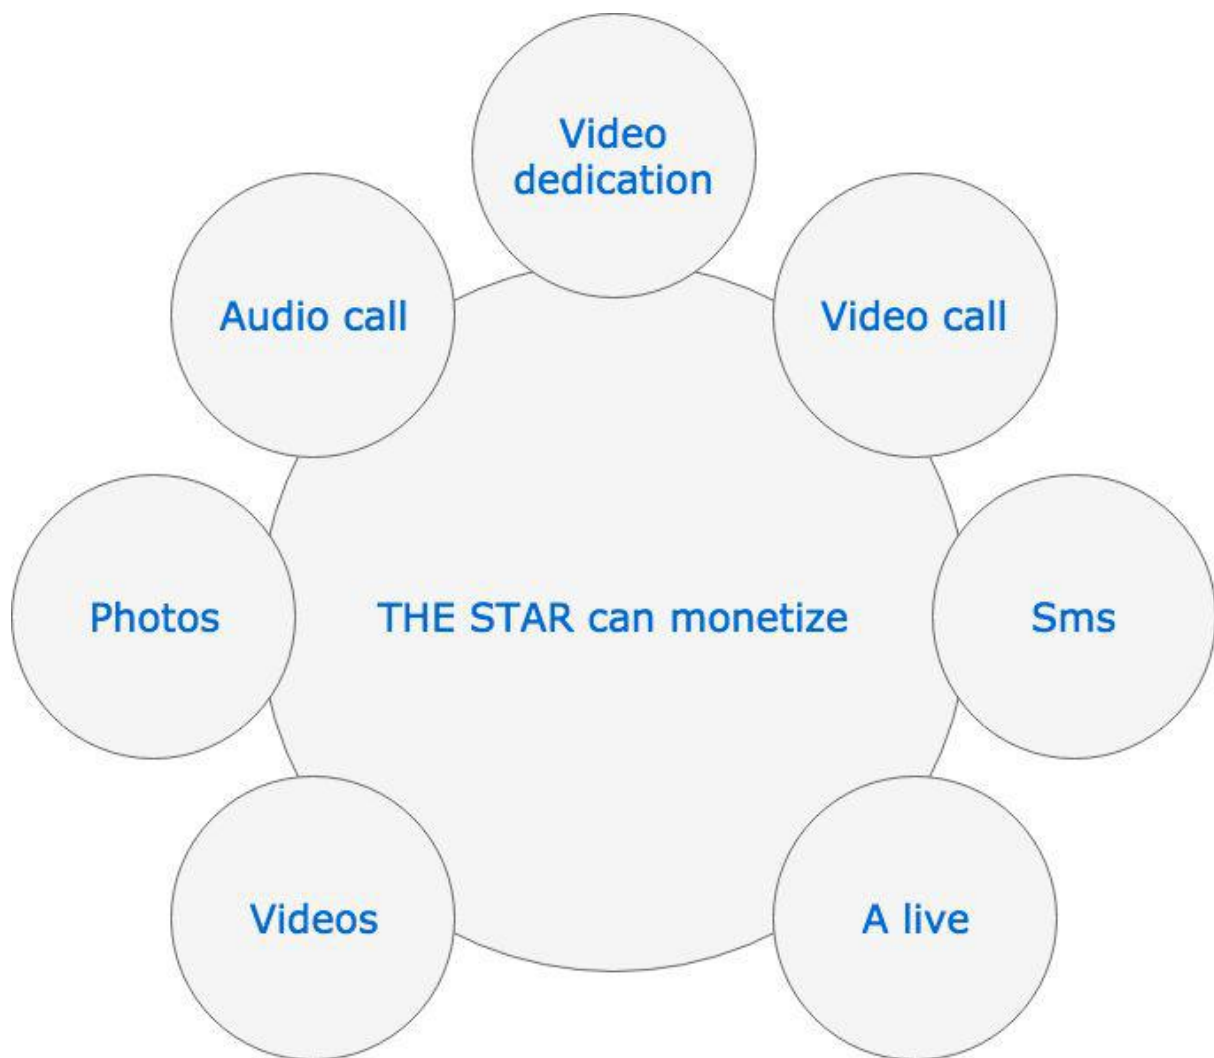 Video
dedication
Audio call
Video call
Photos
THE STAR can monetize
Sms
Videos
A live